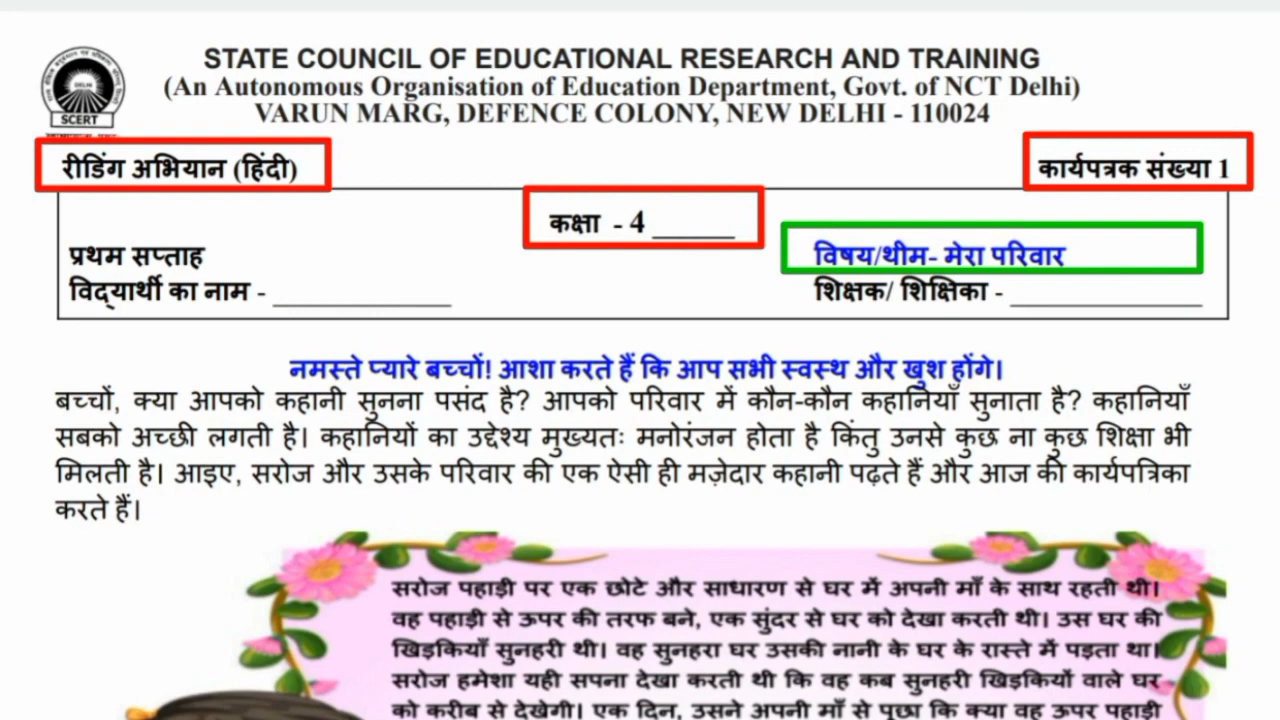 STATE COUNCIL OF EDUCATIONAL RESEARCH AND TRAINING
(An Autonomous Organisation of Education Department, Govt. of NCT Delhi)
VARUN MARG, DEFENCE COLONY, NEW DELHI - 110024
DELHI
SCERT
रीडिंग अभियान (हिंदी)
कार्यपत्रक संख्या 1
कक्षा - 4 ______
प्रथम सप्ताह
विषय/थीम- मेरा परिवार
विद्यार्थी का नाम - ______________
शिक्षक/ शिक्षिका - ______________
नमस्ते प्यारे बच्चों! आशा करते हैं कि आप सभी स्वस्थ और खुश होंगे।
बच्चों, क्या आपको कहानी सुनना पसंद है? आपको परिवार में कौन-कौन कहानियाँ सुनाता है? कहानियाँ
सबको अच्छी लगती है। कहानियों का उद्देश्य मुख्यतः मनोरंजन होता है किंतु उनसे कुछ ना कुछ शिक्षा भी
मिलती है। आइए, सरोज और उसके परिवार की एक ऐसी ही मज़ेदार कहानी पढ़ते हैं और आज की कार्यपत्रिका
करते हैं।
सरोज पहाड़ी पर एक छोटे और साधारण से घर में अपनी माँ के साथ रहती थी।
वह पहाड़ी से ऊपर की तरफ बने, एक सुंदर से घर को देखा करती थी। उस घर की
खिड़कियाँ सुनहरी थी। वह सुनहरा घर उसकी नानी के घर के रास्ते में पड़ता था।
सरोज हमेशा यही सपना देखा करती थी कि वह कब सुनहरी खिड़कियों वाले घर
को करीब से देखेगी। एक दिन, उसने अपनी माँ से पूछा कि क्या वह ऊपर पहाड़ी